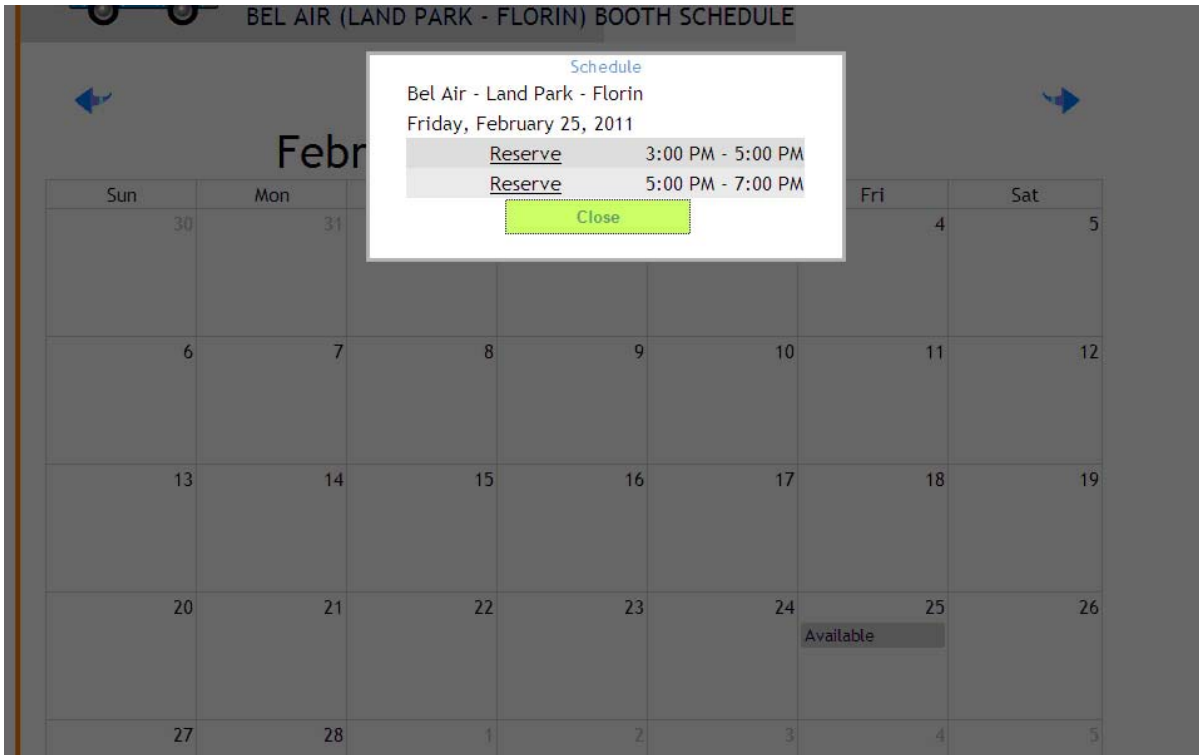 BEL AIR (LAND PARK - FLORIN) BOOTH SCHEDULE
Schedule
Bel Air - Land Park - Florin
Friday, February 25, 2011
Reserve 3:00 PM - 5:00 PM
Reserve 5:00 PM - 7:00 PM
Close
Febr
Sun Mon Fri Sat
30 31 4 5
6 7 8 9 10 11 12
13 14 15 16 17 18 19
20 21 22 23 24 25 26
Available
27 28 1 2 3 4 5